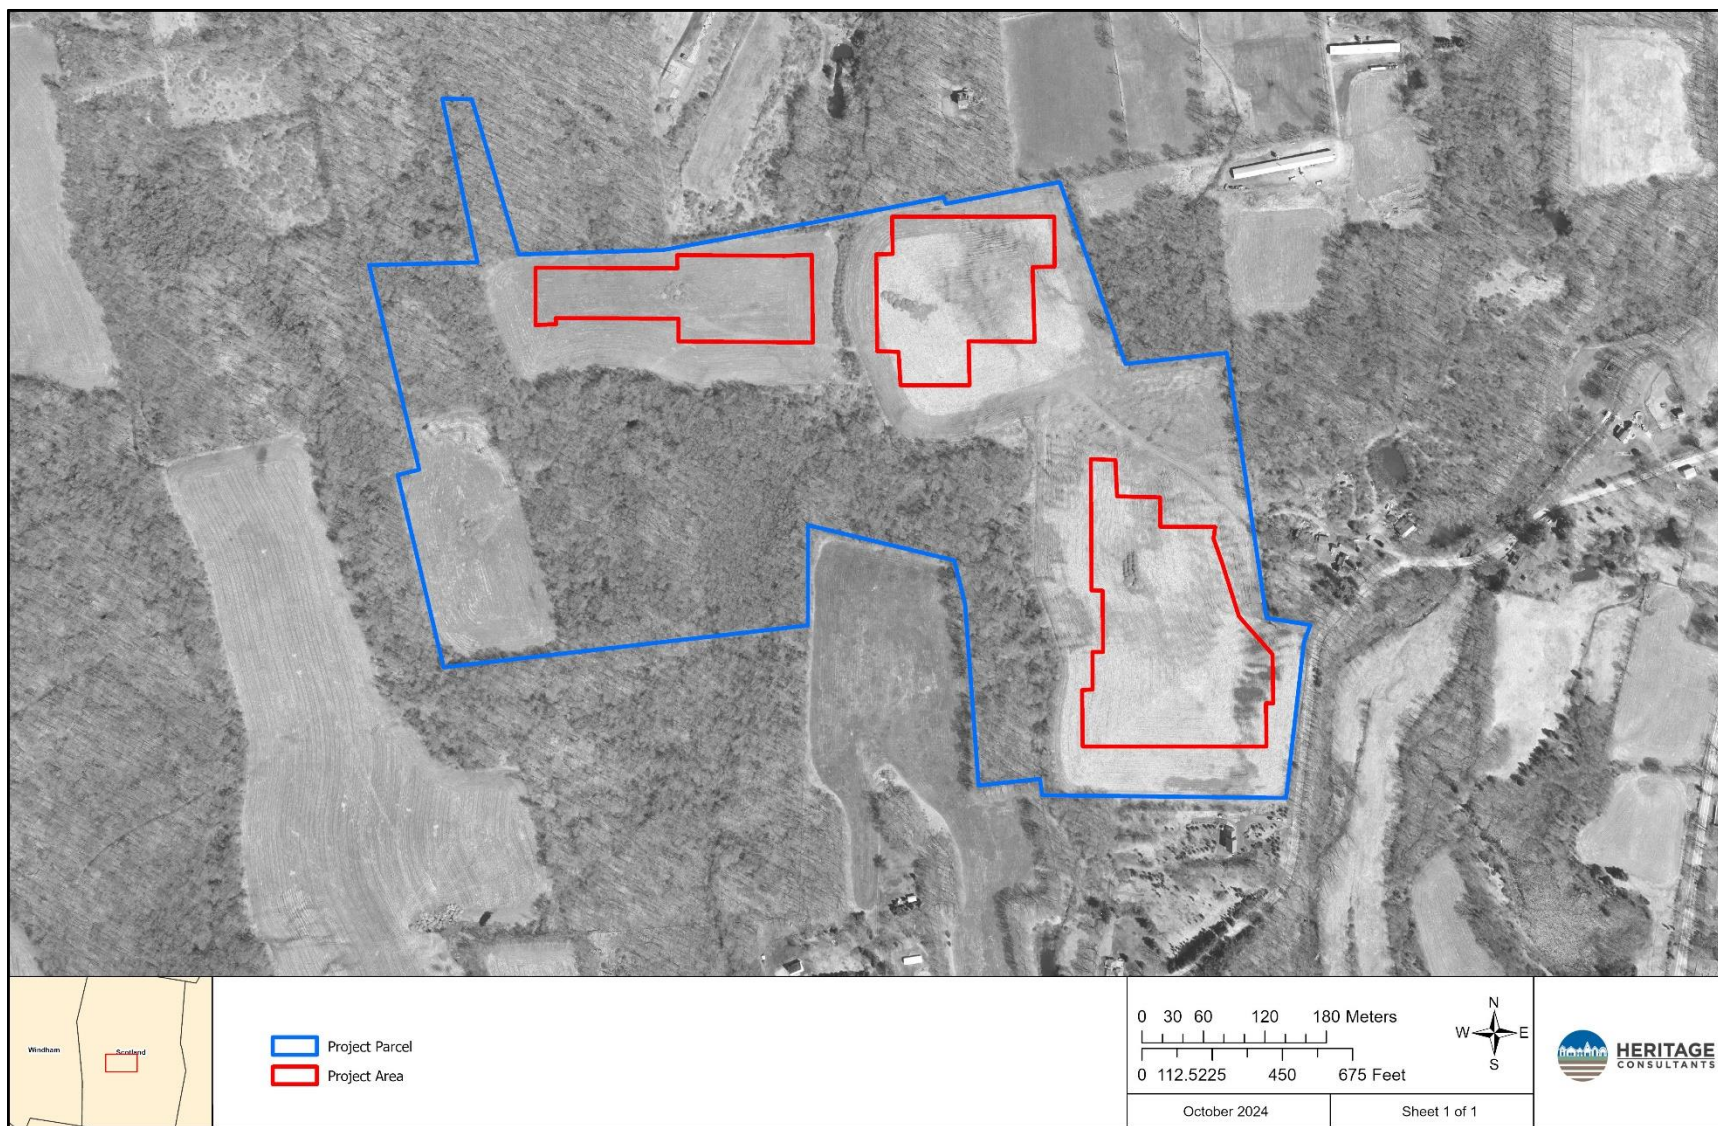 Windham
Scotland
Project Parcel
Project Area
0 30 60 120 180 Meters
0 112.5225 450 675 Feet
N
W E
S
October 2024
Sheet 1 of 1
HERITAGE
CONSULTANTS